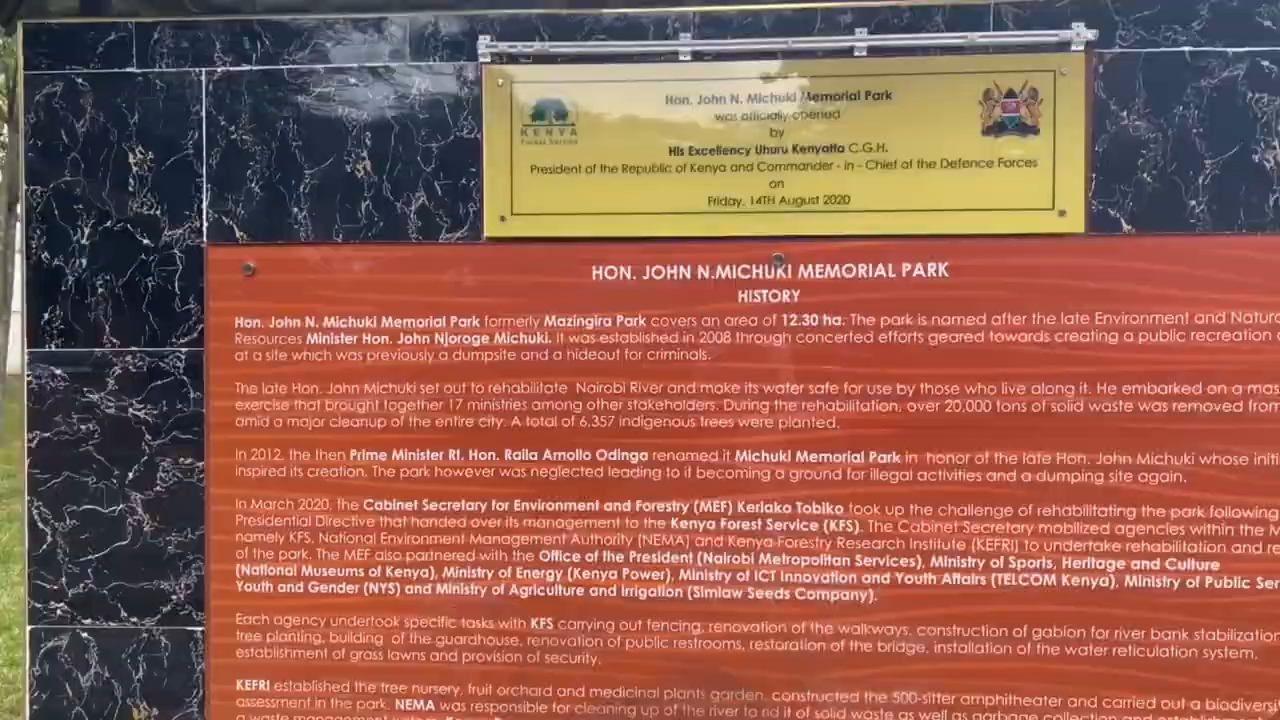 Hon. John N. Michuki Memorial Park
was officially opened
by
His Excellency Uhuru Kenyatta C.G.H.
President of the Republic of Kenya and Commander - in - Chief of the Defence Forces
on
Friday, 14TH August 2020
KENYA
Forest Service
HON. JOHN N.MICHUKI MEMORIAL PARK
HISTORY
Hon. John N. Michuki Memorial Park formerly Mazingira Park covers an area of 12.30 ha. The park is named after the late Environment and Natura
Resources Minister Hon. John Njoroge Michuki. It was established in 2008 through concerted efforts geared towards creating a public recreation
at a site which was previously a dumpsite and a hideout for criminals.
The late Hon. John Michuki set out to rehabilitate Nairobi River and make its water safe for use by those who live along it. He embarked on a mas
exercise that brought together 17 ministries among other stakeholders. During the rehabilitation, over 20,000 tons of solid waste was removed from
amid a major cleanup of the entire city. A total of 6,357 indigenous trees were planted.
In 2012, the then Prime Minister Rt. Hon. Raila Amollo Odinga renamed it Michuki Memorial Park in honor of the late Hon. John Michuki whose initi
inspired its creation. The park however was neglected leading to it becoming a ground for illegal activities and a dumping site again.
In March 2020, the Cabinet Secretary for Environment and Forestry (MEF) Keriako Tobiko took up the challenge of rehabilitating the park following
Presidential Directive that handed over its management to the Kenya Forest Service (KFS). The Cabinet Secretary mobilized agencies within the M
namely KFS, National Environment Management Authority (NEMA) and Kenya Forestry Research Institute (KEFRI) to undertake rehabilitation and re
of the park. The MEF also partnered with the Office of the President (Nairobi Metropolitan Services), Ministry of Sports, Heritage and Culture
(National Museums of Kenya), Ministry of Energy (Kenya Power), Ministry of ICT Innovation and Youth Affairs (TELCOM Kenya), Ministry of Public Ser
Youth and Gender (NYS) and Ministry of Agriculture and Irrigation (Simlaw Seeds Company).
Each agency undertook specific tasks with KFS carrying out fencing, renovation of the walkways, construction of gabion for river bank stabilization
tree planting, building of the guardhouse, renovation of public restrooms, restoration of the bridge, installation of the water reticulation system,
establishment of grass lawns and provision of security.
KEFRI established the tree nursery, fruit orchard and medicinal plants garden, constructed the 500-sitter amphitheater and carried out a biodivers
assessment in the park. NEMA was responsible for cleaning up of the river to rid it of solid waste as well as garbage collection and
a waste management